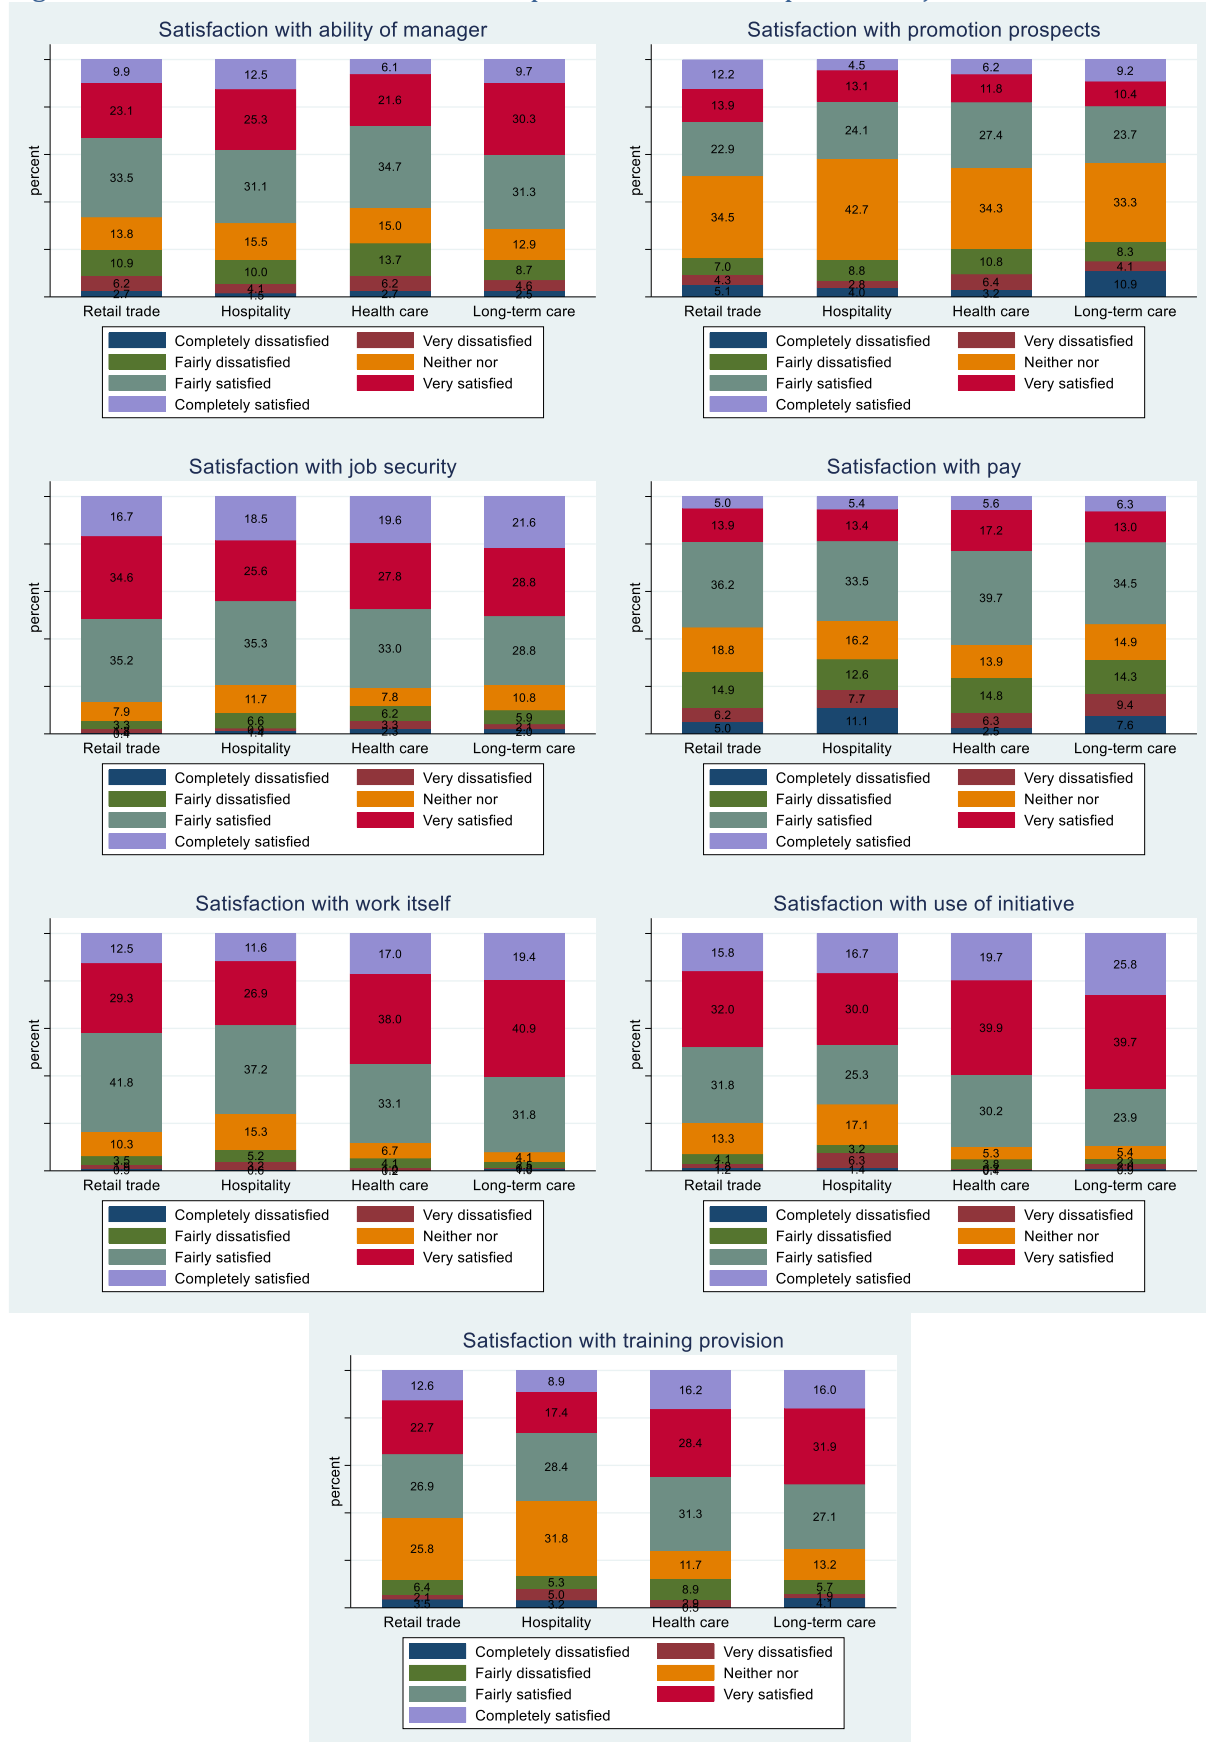 Satisfaction with ability of manager
percent
9.9 12.5 6.1 9.7
23.1 25.3 21.6 30.3
33.5 31.1 34.7 31.3
13.8 15.5 15.0 12.9
10.9 10.0 13.7 8.7
6.2 4.1 6.2 4.6
2.7 1.5 2.7 2.5
Retail trade Hospitality Health care Long-term care
Completely dissatisfied Very dissatisfied
Fairly dissatisfied Neither nor
Fairly satisfied Very satisfied
Completely satisfied
Satisfaction with promotion prospects
percent
12.2 4.5 6.2 9.2
13.9 13.1 11.8 10.4
22.9 24.1 27.4 23.7
34.5 42.7 34.3 33.3
7.0 8.8 10.8 8.3
4.3 2.8 6.4 4.1
5.1 4.0 3.2 10.9
Retail trade Hospitality Health care Long-term care
Completely dissatisfied Very dissatisfied
Fairly dissatisfied Neither nor
Fairly satisfied Very satisfied
Completely satisfied
Satisfaction with job security
percent
16.7 18.5 19.6 21.6
34.6 25.6 27.8 28.8
35.2 35.3 33.0 28.8
7.9 11.7 7.8 10.8
3.3 6.6 6.2 5.9
3.3 2.1
1.4 2.3 2.0
Retail trade Hospitality Health care Long-term care
Completely dissatisfied Very dissatisfied
Fairly dissatisfied Neither nor
Fairly satisfied Very satisfied
Completely satisfied
Satisfaction with pay
percent
5.0 5.4 5.6 6.3
13.9 13.4 17.2 13.0
36.2 33.5 39.7 34.5
18.8 16.2 13.9 14.9
14.9 12.6 14.8 14.3
6.2 7.7 6.3 9.4
5.0 11.1 2.5 7.6
Retail trade Hospitality Health care Long-term care
Completely dissatisfied Very dissatisfied
Fairly dissatisfied Neither nor
Fairly satisfied Very satisfied
Completely satisfied
Satisfaction with work itself
percent
12.5 11.6 17.0 19.4
29.3 26.9 38.0 40.9
41.8 37.2 33.1 31.8
10.3 15.3 6.7 4.1
3.5 5.2 4.1
3.2
Retail trade Hospitality Health care Long-term care
Completely dissatisfied Very dissatisfied
Fairly dissatisfied Neither nor
Fairly satisfied Very satisfied
Completely satisfied
Satisfaction with use of initiative
percent
15.8 16.7 19.7 25.8
32.0 30.0 39.9 39.7
31.8 25.3 30.2 23.9
13.3 17.1 5.3 5.4
4.1 3.2
6.3
1.2 1.4
Retail trade Hospitality Health care Long-term care
Completely dissatisfied Very dissatisfied
Fairly dissatisfied Neither nor
Fairly satisfied Very satisfied
Completely satisfied
Satisfaction with training provision
percent
12.6 8.9 16.2 16.0
22.7 17.4 28.4 31.9
26.9 28.4 31.3 27.1
25.8 31.8 11.7 13.2
6.4 5.3 8.9 5.7
2.1 5.0 1.9
3.5 3.2 4.1
Retail trade Hospitality Health care Long-term care
Completely dissatisfied Very dissatisfied
Fairly dissatisfied Neither nor
Fairly satisfied Very satisfied
Completely satisfied